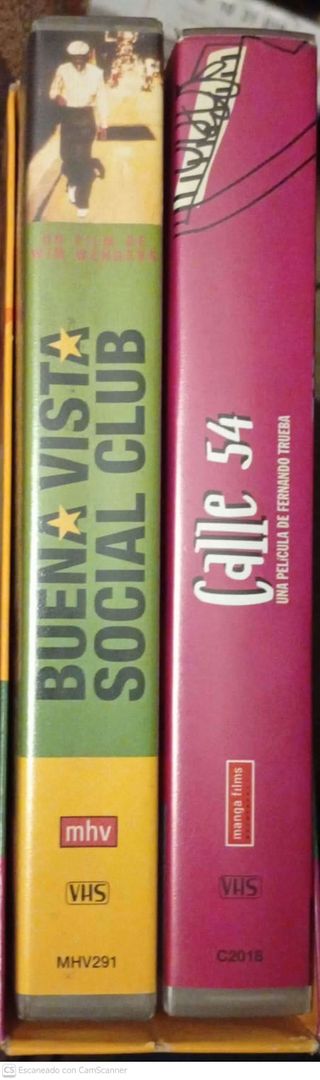 UN FILM DE
WIM WENDERS
BUENA VISTA
SOCIAL CLUB
mhv
VHS
MHV291
Calle 54
UNA PELÍCULA DE FERNANDO TRUEBA
manga films
VHS
C2018
CS Escaneado con CamScanner